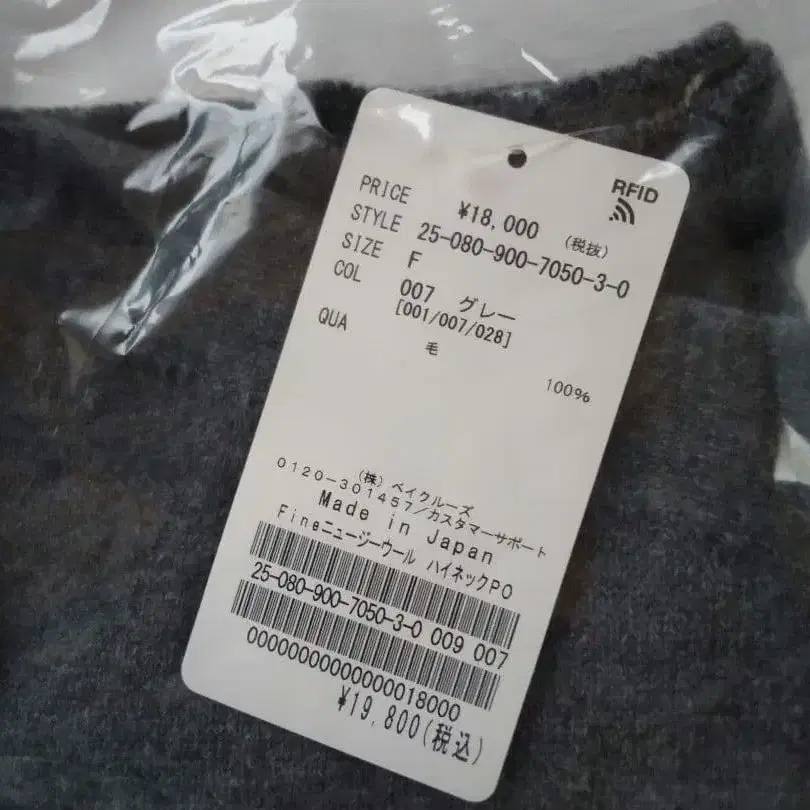 RFID
PRICE ¥18,000 (税抜)
STYLE 25-080-900-7050-3-0
SIZE F
COL 007 グレー
[001/007/028]
QUA 毛 100%
(株) ベイクルーズ
0120-301457/カスタマーサポート
Made in Japan
Fineニュージーウール ハイネックPO
25-080-900-7050-3-0 009 007
0000000000000018000
¥19,800(税込)